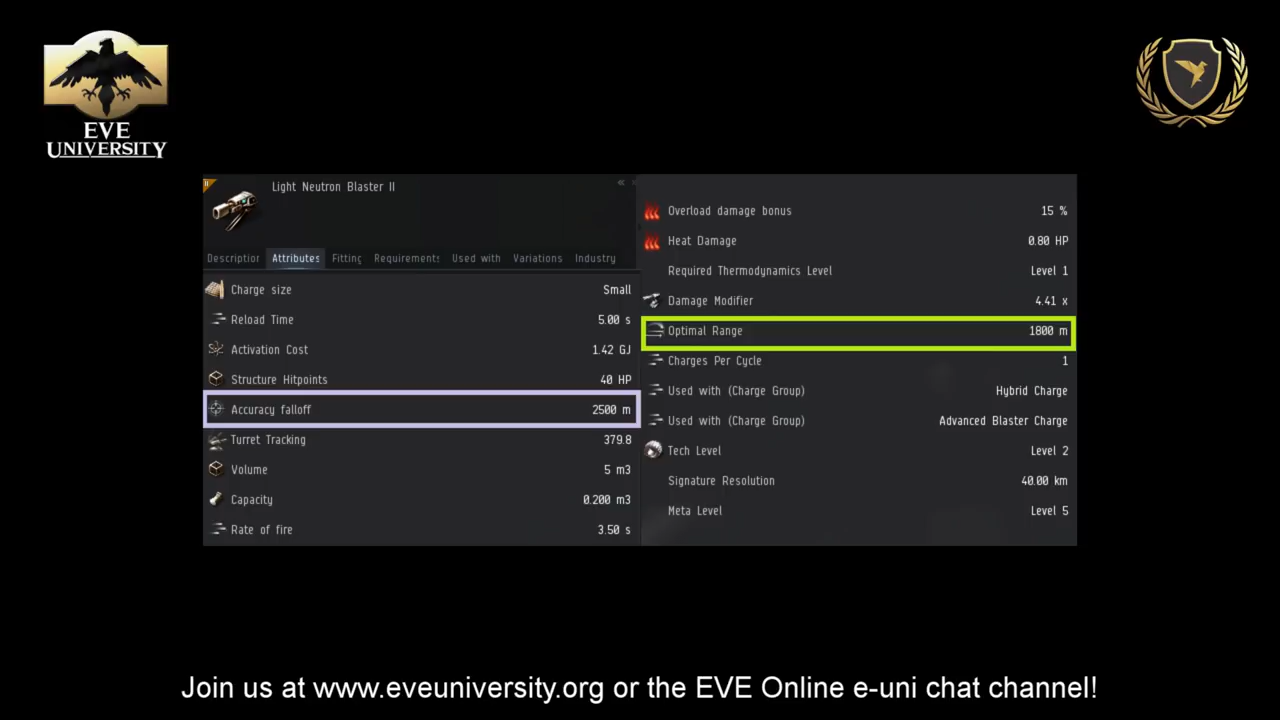 EVE
UNIVERSITY
Light Neutron Blaster II
Description Attributes Fitting Requirements Used with Variations Industry
Charge size Small
Reload Time 5.00 s
Activation Cost 1.42 GJ
Structure Hitpoints 40 HP
Accuracy falloff 2500 m
Turret Tracking 379.8
Volume 5 m3
Capacity 0.200 m3
Rate of fire 3.50 s
Overload damage bonus 15 %
Heat Damage 0.80 HP
Required Thermodynamics Level Level 1
Damage Modifier 4.41 x
Optimal Range 1800 m
Charges Per Cycle 1
Used with (Charge Group) Hybrid Charge
Used with (Charge Group) Advanced Blaster Charge
Tech Level Level 2
Signature Resolution 40.00 km
Meta Level Level 5
Join us at www.eveuniversity.org or the EVE Online e-uni chat channel!